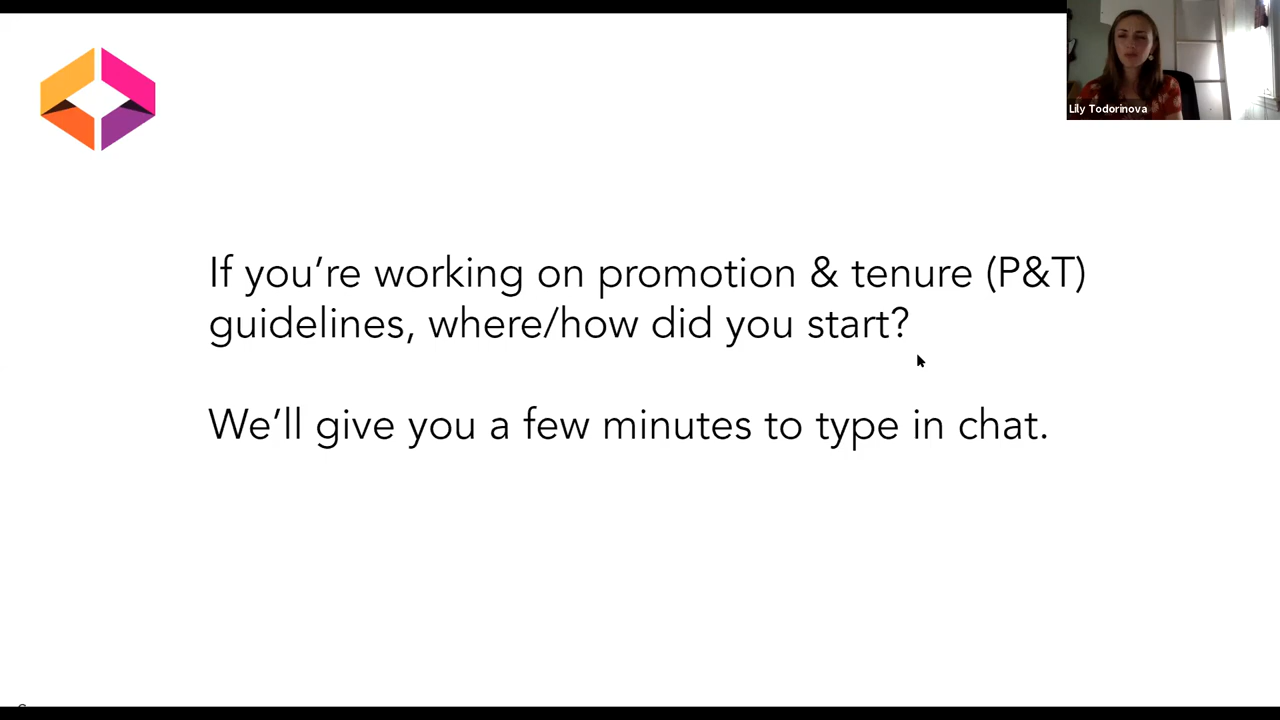 Lily Todorinova
If you’re working on promotion & tenure (P&T)
guidelines, where/how did you start?
We’ll give you a few minutes to type in chat.